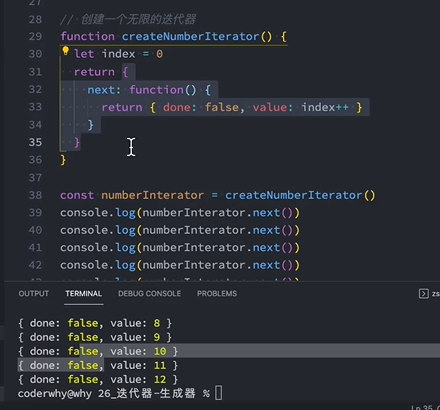 27
28 // 创建一个无限的迭代器
29 function createNumberIterator() {
30 let index = 0
31 return {
32 next: function() {
33 return { done: false, value: index++ }
34 }
35 }
36 }
37
38 const numberInterator = createNumberIterator()
39 console.log(numberInterator.next())
40 console.log(numberInterator.next())
41 console.log(numberInterator.next())
42 console.log(numberInterator.next())
OUTPUT TERMINAL DEBUG CONSOLE PROBLEMS zs
{ done: false, value: 8 }
{ done: false, value: 9 }
{ done: false, value: 10 }
{ done: false, value: 11 }
{ done: false, value: 12 }
coderwhy@why 26_迭代器-生成器 %